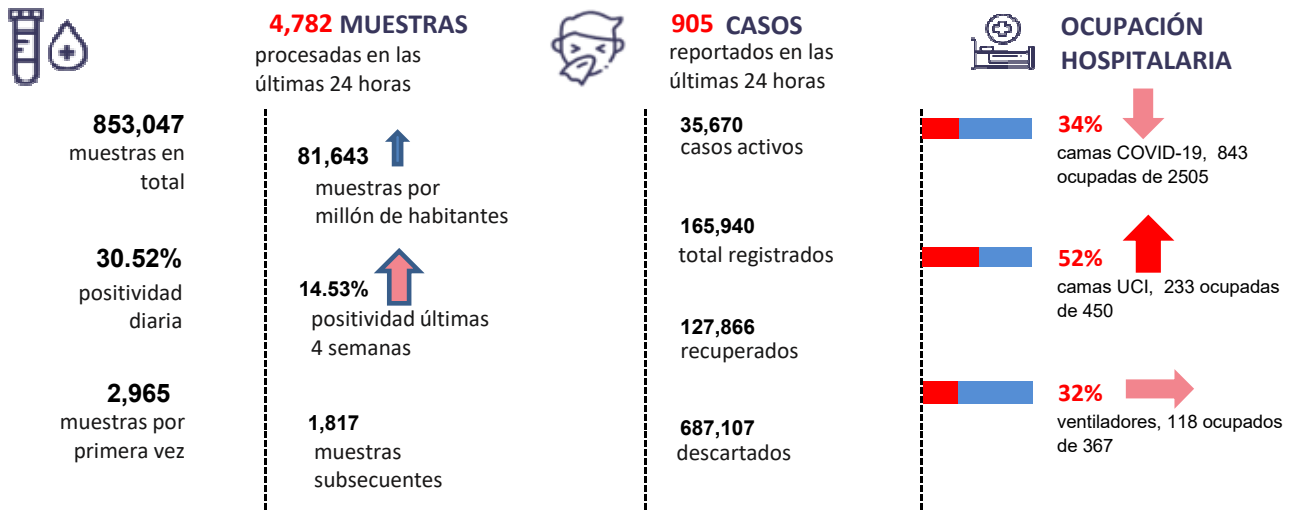 4,782 MUESTRAS
procesadas en las
últimas 24 horas
853,047
muestras en
total
81,643
muestras por
millón de habitantes
30.52%
positividad
diaria
14.53%
positividad últimas
4 semanas
2,965
muestras por
primera vez
1,817
muestras
subsecuentes
905 CASOS
reportados en las
últimas 24 horas
35,670
casos activos
165,940
total registrados
127,866
recuperados
687,107
descartados
OCUPACIÓN
HOSPITALARIA
34%
camas COVID-19, 843
ocupadas de 2505
52%
camas UCI, 233 ocupadas
de 450
32%
ventiladores, 118 ocupados
de 367